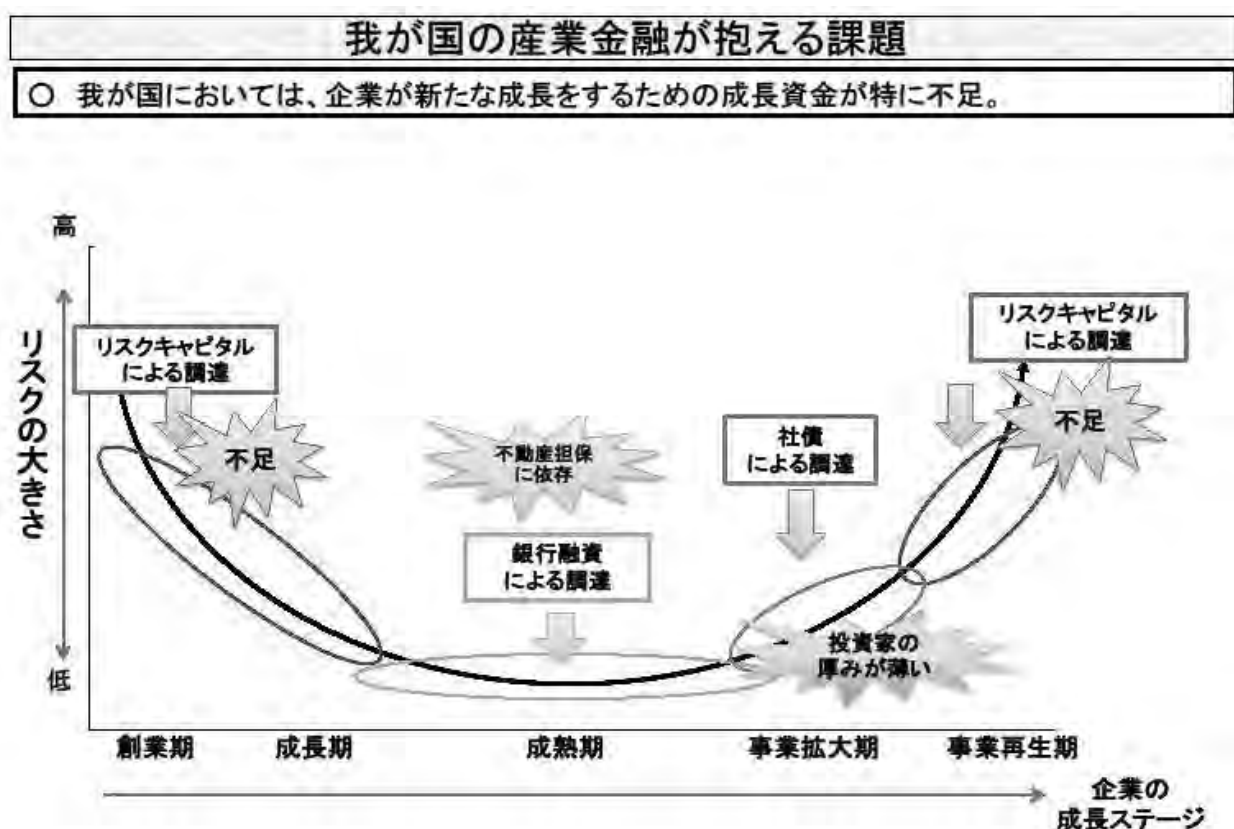 我が国の産業金融が抱える課題
○ 我が国においては、企業が新たな成長をするための成長資金が特に不足。
高
リスクの大きさ
低
リスクキャピタル
による調達
不足
不動産担保
に依存
銀行融資
による調達
社債
による調達
投資家の
厚みが薄い
リスクキャピタル
による調達
不足
創業期
成長期
成熟期
事業拡大期
事業再生期
企業の
成長ステージ